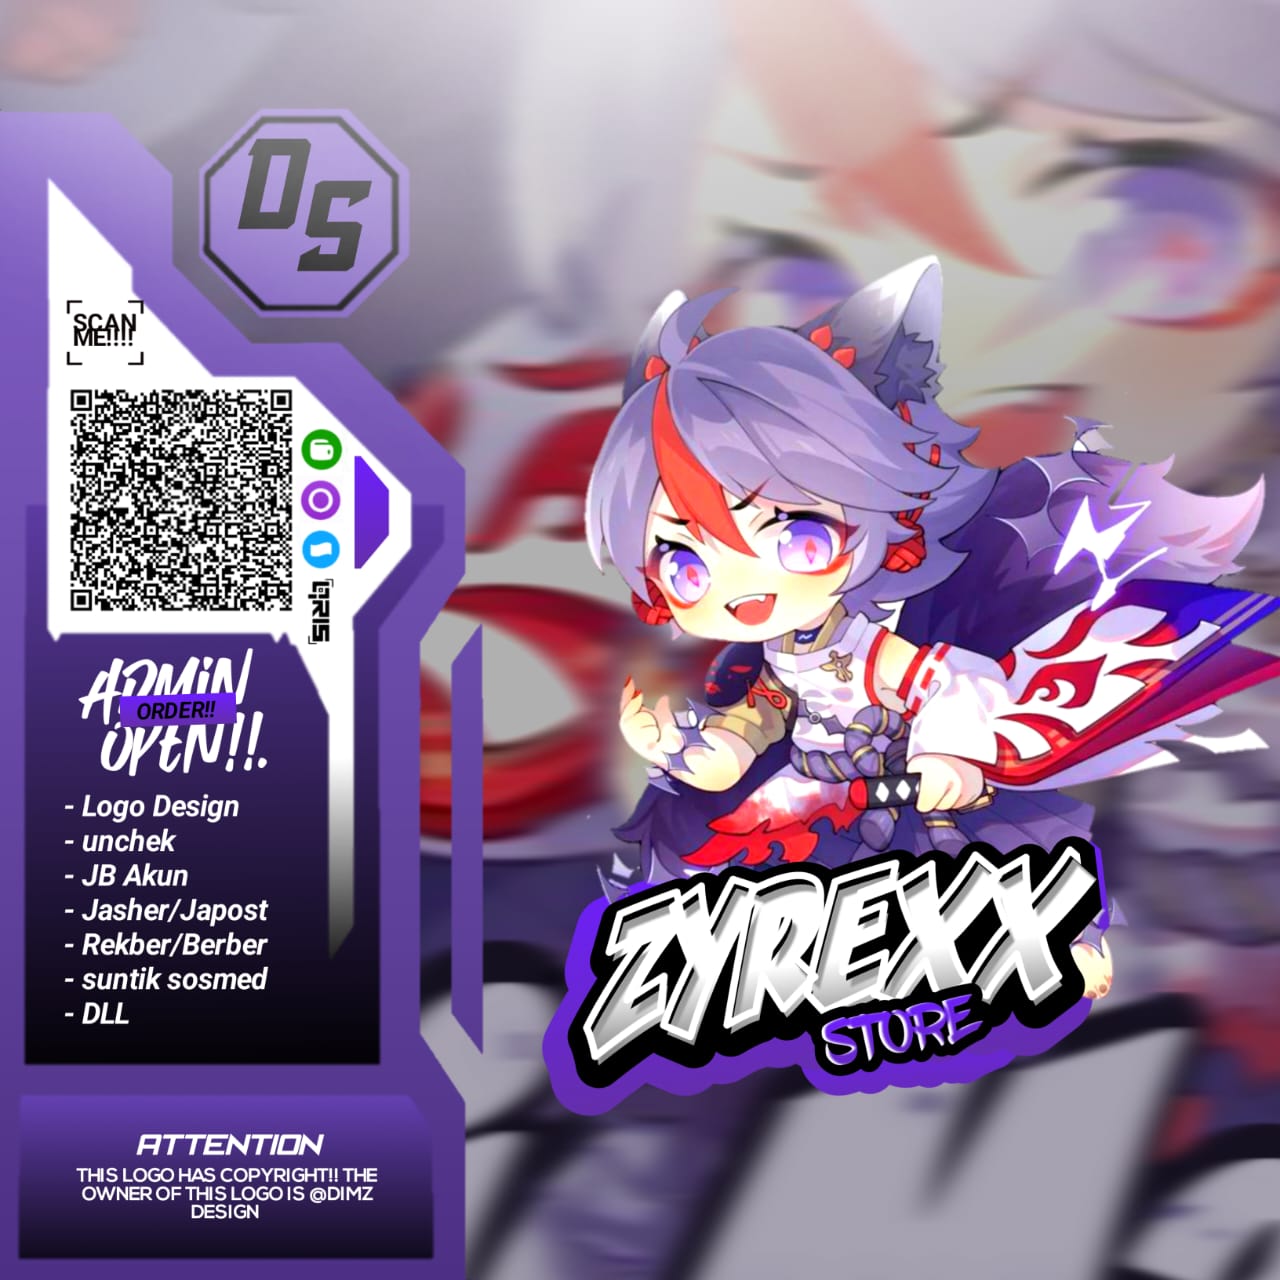 DS
SCAN
ME!!!!
QRIS
ADMIN
ORDER!!
OPEN!!.
- Logo Design
- unchek
- JB Akun
- Jasher/Japost
- Rekber/Berber
- suntik sosmed
- DLL
ZYREXX
STORE
ATTENTION
THIS LOGO HAS COPYRIGHT!! THE
OWNER OF THIS LOGO IS @DIMZ
DESIGN